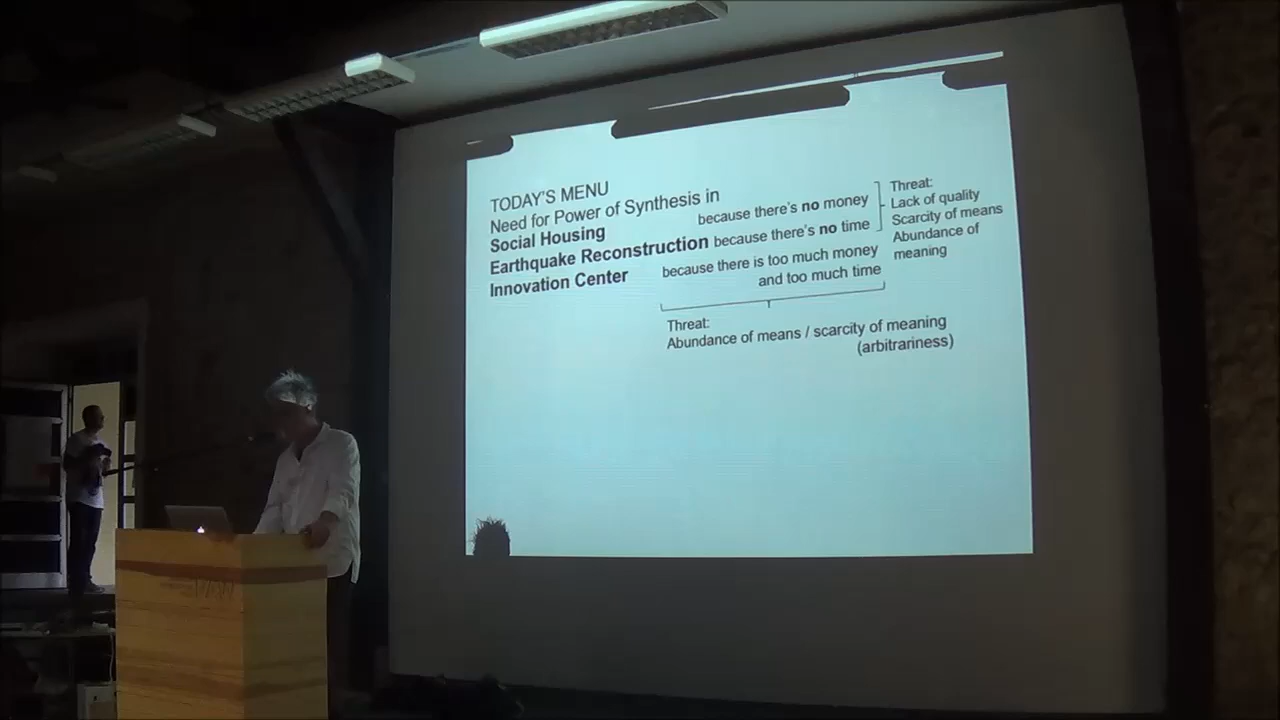 TODAY'S MENU
Need for Power of Synthesis in
Social Housing because there's no money
Earthquake Reconstruction because there's no time
Innovation Center because there is too much money
and too much time
Threat:
Lack of quality
Scarcity of means
Abundance of
meaning
Threat:
Abundance of means / scarcity of meaning
(arbitrariness)